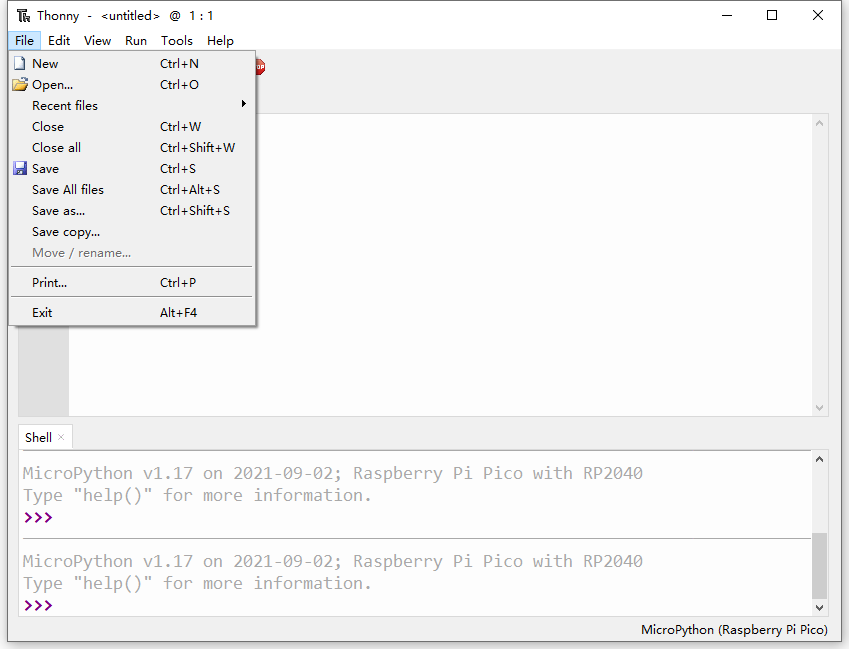 Thonny - <untitled> @ 1 : 1
File Edit View Run Tools Help
New Ctrl+N
Open... Ctrl+O
Recent files
Close Ctrl+W
Close all Ctrl+Shift+W
Save Ctrl+S
Save All files Ctrl+Alt+S
Save as... Ctrl+Shift+S
Save copy...
Move / rename...
Print... Ctrl+P
Exit Alt+F4
Shell
MicroPython v1.17 on 2021-09-02; Raspberry Pi Pico with RP2040
Type "help()" for more information.
>>>
MicroPython v1.17 on 2021-09-02; Raspberry Pi Pico with RP2040
Type "help()" for more information.
>>>
MicroPython (Raspberry Pi Pico)